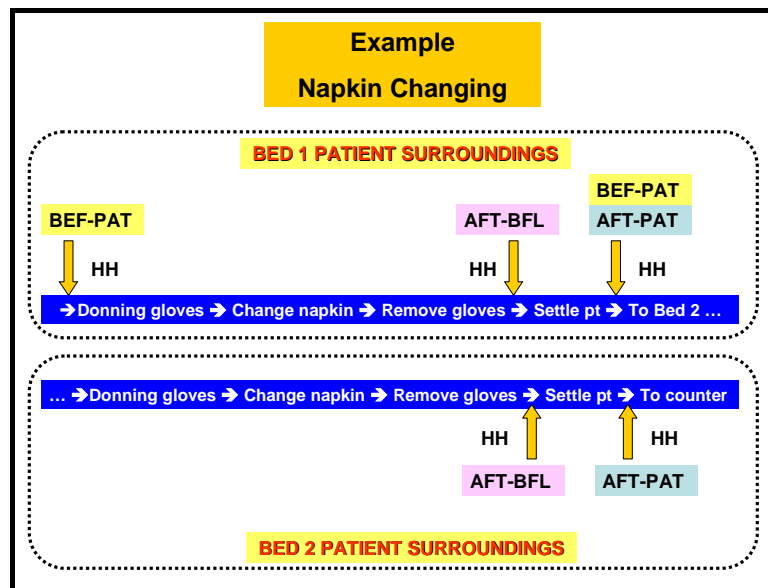 Example
Napkin Changing
BED 1 PATIENT SURROUNDINGS
BEF-PAT
BEF-PAT
AFT-BFL
AFT-PAT
HH
HH
HH
➔Donning gloves ➔ Change napkin ➔ Remove gloves ➔ Settle pt ➔ To Bed 2 …
… ➔Donning gloves ➔ Change napkin ➔ Remove gloves ➔ Settle pt ➔ To counter
HH
HH
AFT-BFL
AFT-PAT
BED 2 PATIENT SURROUNDINGS